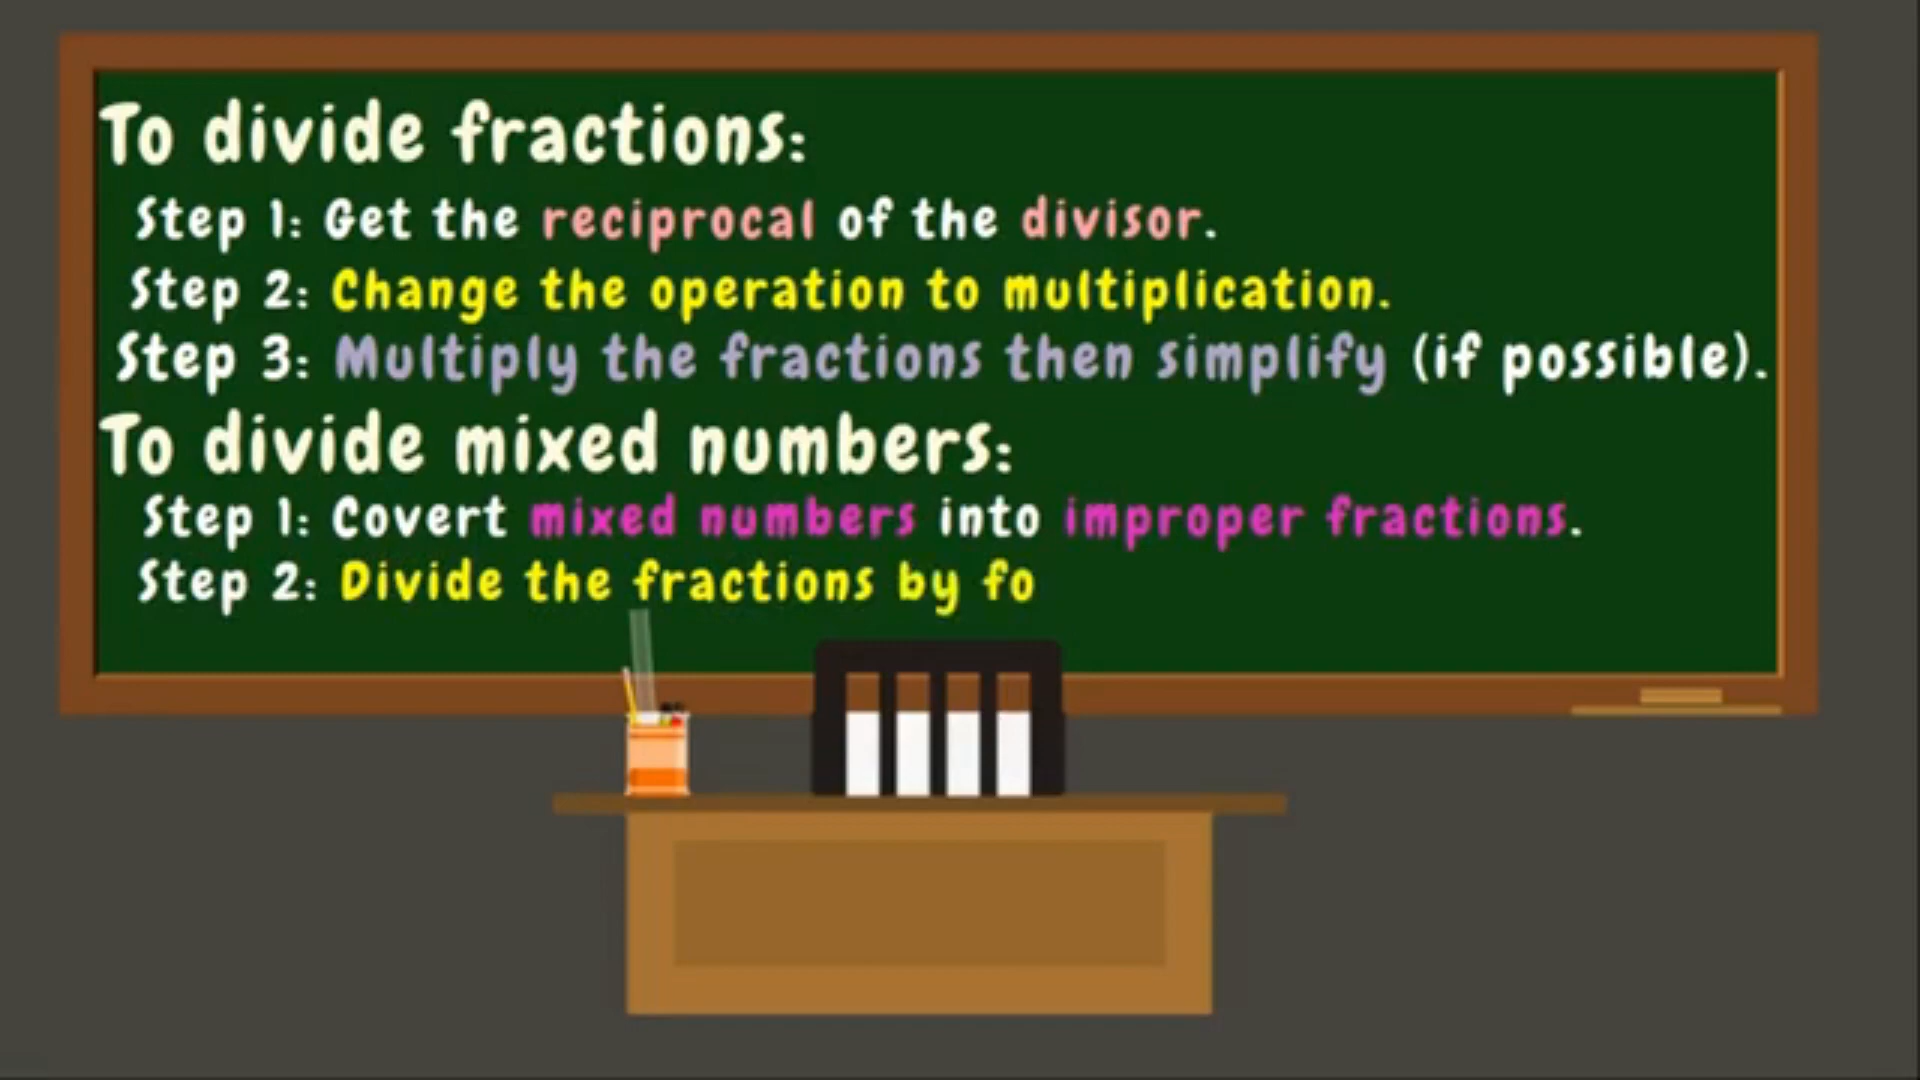 To divide fractions:
Step 1: Get the reciprocal of the divisor.
Step 2: Change the operation to multiplication.
Step 3: Multiply the fractions then simplify (if possible).
To divide mixed numbers:
Step 1: Covert mixed numbers into improper fractions.
Step 2: Divide the fractions by fo